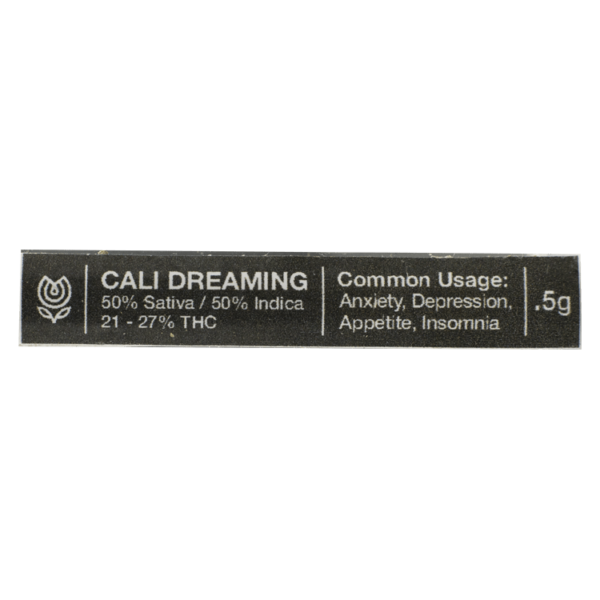 CALI DREAMING
50% Sativa / 50% Indica
21 - 27% THC
Common Usage:
Anxiety, Depression,
Appetite, Insomnia
.5g